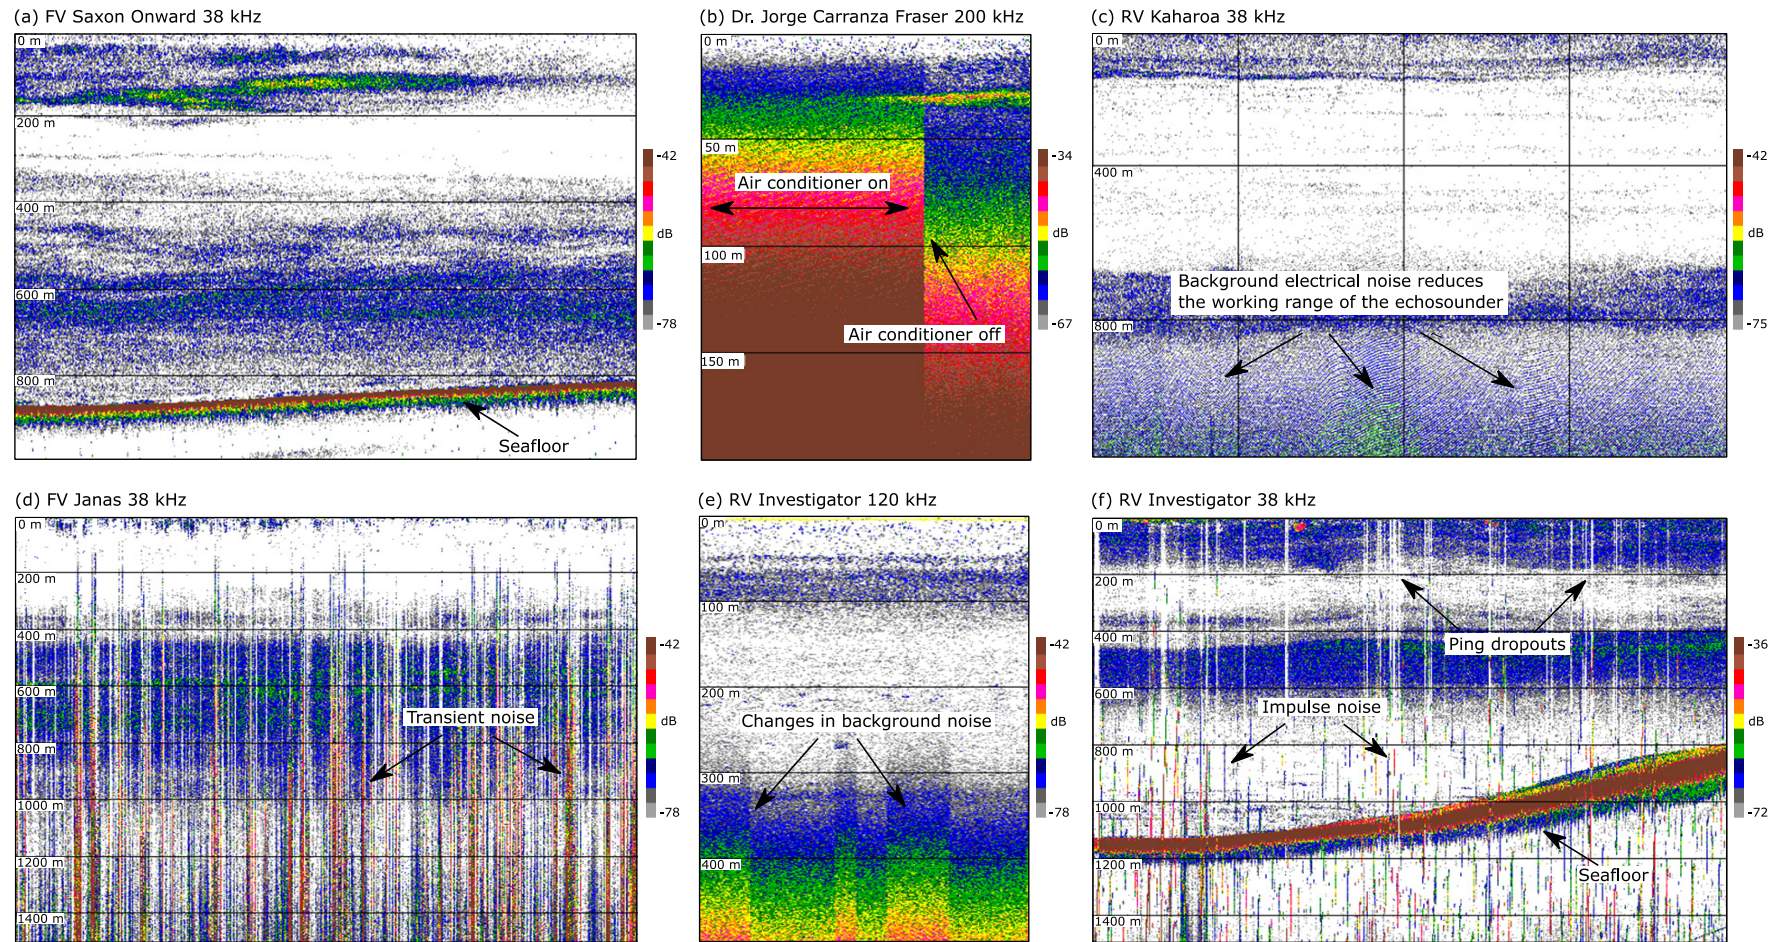 (a) FV Saxon Onward 38 kHz
0 m
200 m
400 m
600 m
800 m
Seafloor
-42
dB
-78
(b) Dr. Jorge Carranza Fraser 200 kHz
0 m
50 m
Air conditioner on
100 m
Air conditioner off
150 m
-34
dB
-67
(c) RV Kaharoa 38 kHz
0 m
400 m
Background electrical noise reduces
the working range of the echosounder
800 m
-42
dB
-75
(d) FV Janas 38 kHz
0 m
200 m
400 m
600 m
Transient noise
800 m
1000 m
1200 m
1400 m
-42
dB
-78
(e) RV Investigator 120 kHz
0 m
100 m
200 m
Changes in background noise
300 m
400 m
-42
dB
-78
(f) RV Investigator 38 kHz
0 m
200 m
400 m
Ping dropouts
600 m
Impulse noise
800 m
1000 m
1200 m
Seafloor
1400 m
-36
dB
-72